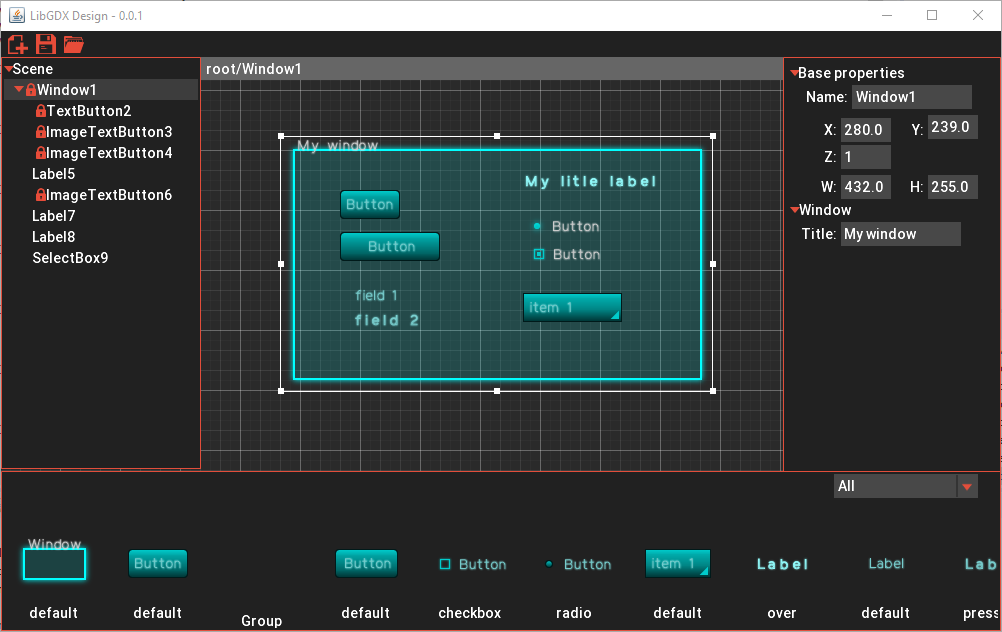 LibGDX Design - 0.0.1
Scene
Window1
TextButton2
ImageTextButton3
ImageTextButton4
Label5
ImageTextButton6
Label7
Label8
SelectBox9
root/Window1
My window
Button
Button
field 1
field 2
My litle label
Button
Button
item 1
Base properties
Name: Window1
X: 280.0 Y: 239.0
Z: 1
W: 432.0 H: 255.0
Window
Title: My window
All
Window
default
Button
default
Group
Button
default
Button
checkbox
Button
radio
item 1
default
Label
over
Label
default
Lab
press